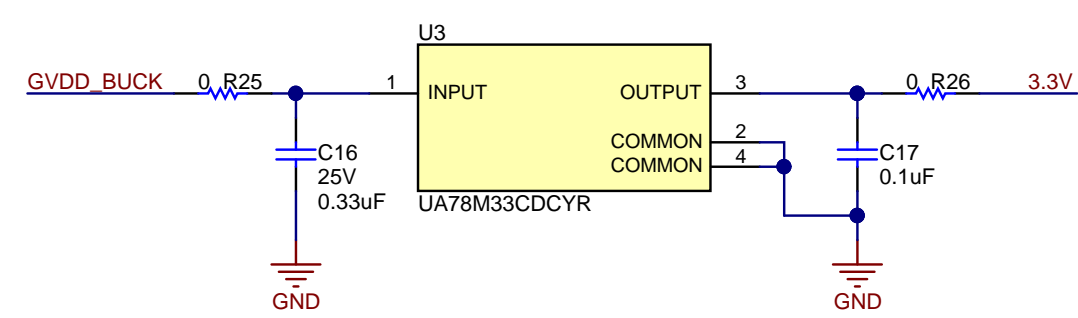 U3
GVDD_BUCK
0 R25
1
INPUT
OUTPUT
3
0 R26
3.3V
COMMON
2
COMMON
4
C16
25V
0.33uF
C17
0.1uF
UA78M33CDCYR
GND
GND